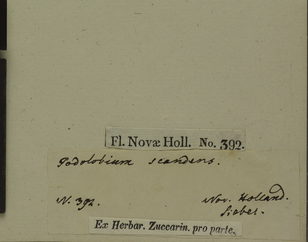 Fl. Novæ Holl. No. 392.
Podolobium scandens.
N. 392. Nov. Holland.
Sieber.
Ex Herbar. Zuccarin. pro parte.